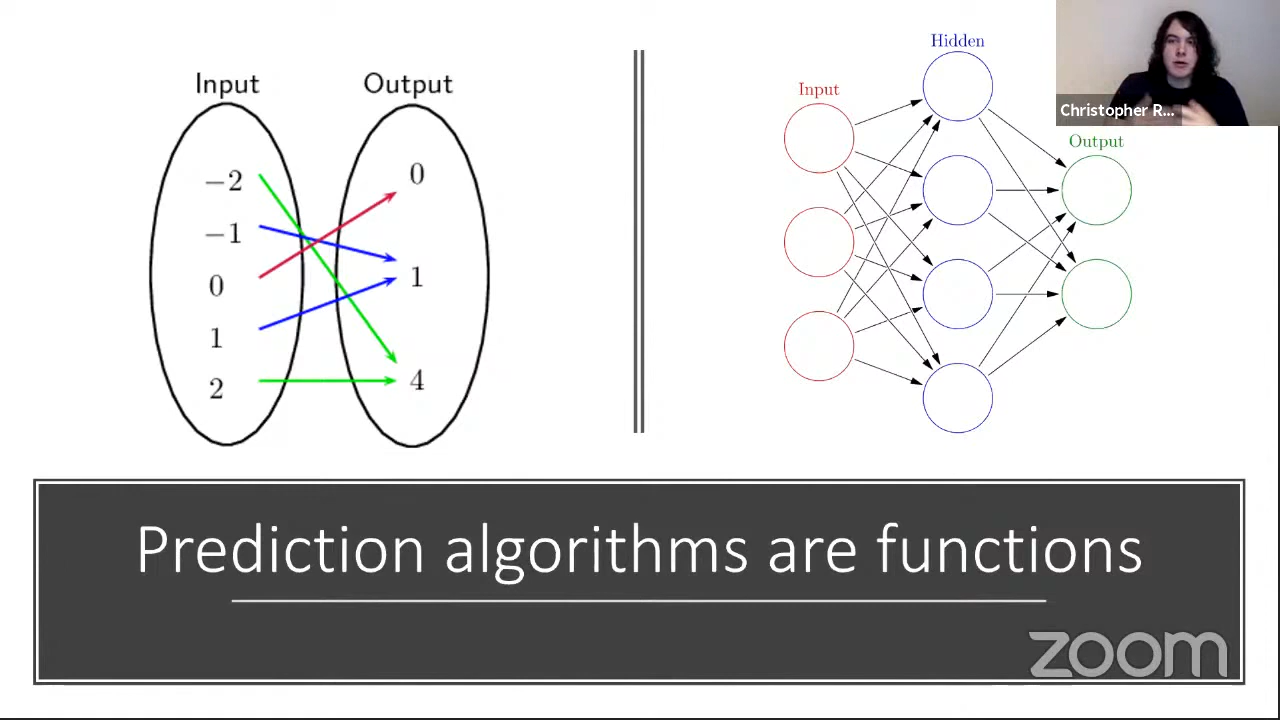 Input
Output
−2
−1
0
1
2
0
1
4
Input
Hidden
Output
Christopher R...
Prediction algorithms are functions
zoom